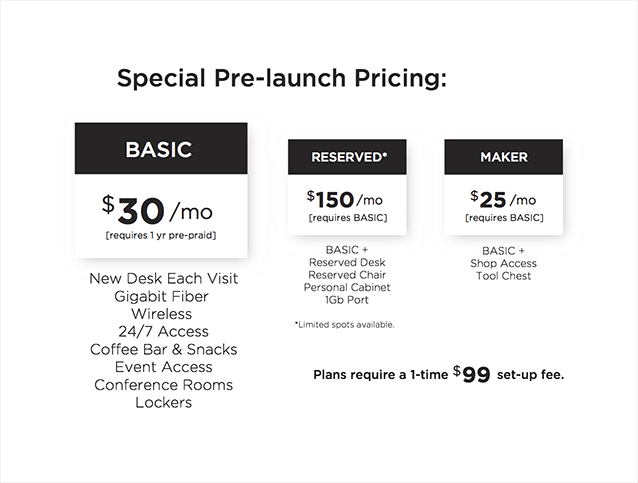 Special Pre-launch Pricing:
BASIC
$30/mo
[requires 1 yr pre-praid]
New Desk Each Visit
Gigabit Fiber
Wireless
24/7 Access
Coffee Bar & Snacks
Event Access
Conference Rooms
Lockers
RESERVED*
$150/mo
[requires BASIC]
BASIC +
Reserved Desk
Reserved Chair
Personal Cabinet
1Gb Port
*Limited spots available.
MAKER
$25/mo
[requires BASIC]
BASIC +
Shop Access
Tool Chest
Plans require a 1-time $99 set-up fee.